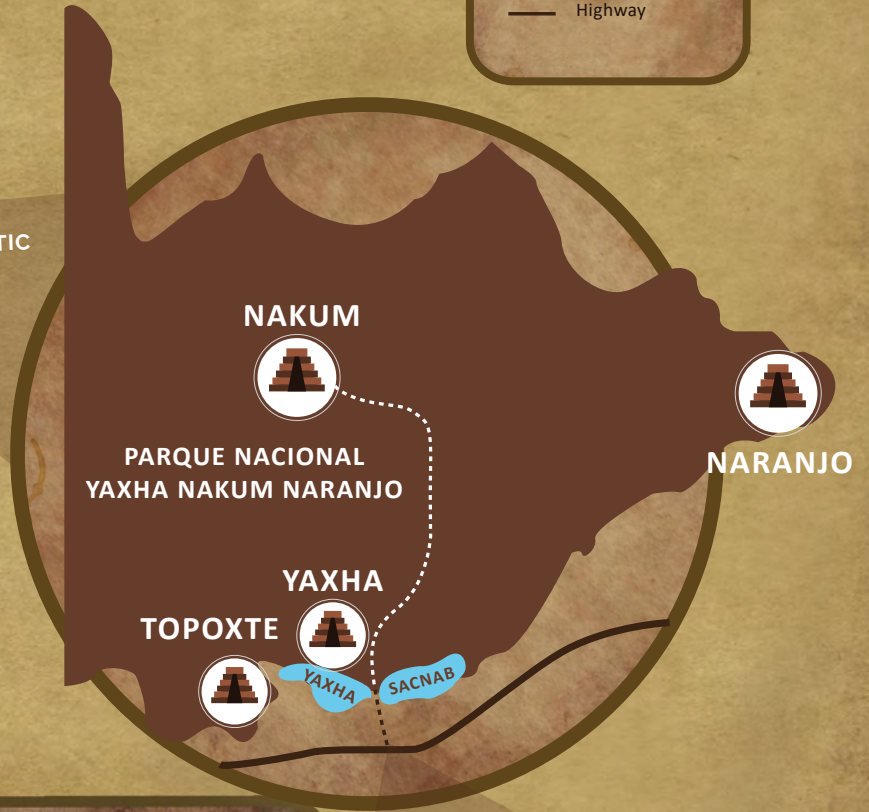 Highway
TIC
NAKUM
PARQUE NACIONAL
YAXHA NAKUM NARANJO
NARANJO
YAXHA
TOPOXTE
YAXHA
SACNAB